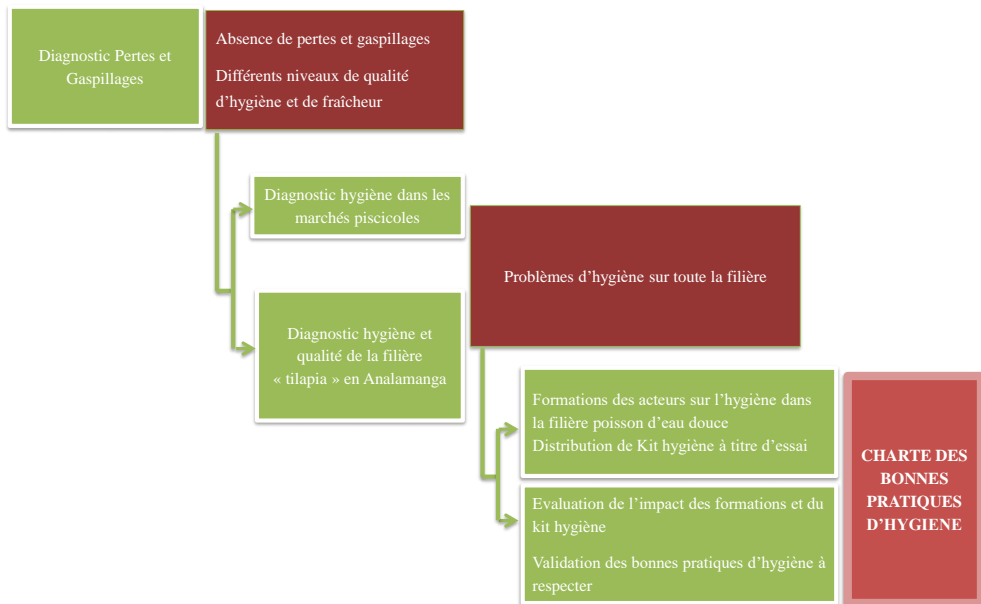 Diagnostic Pertes et
Gaspillages
Absence de pertes et gaspillages
Différents niveaux de qualité
d’hygiène et de fraîcheur
Diagnostic hygiène dans les
marchés piscicoles
Problèmes d’hygiène sur toute la filière
Diagnostic hygiène et
qualité de la filière
« tilapia » en Analamanga
Formations des acteurs sur l’hygiène dans
la filière poisson d’eau douce
Distribution de Kit hygiène à titre d’essai
Evaluation de l’impact des formations et du
kit hygiène
Validation des bonnes pratiques d’hygiène à
respecter
CHARTE DES
BONNES
PRATIQUES
D’HYGIENE